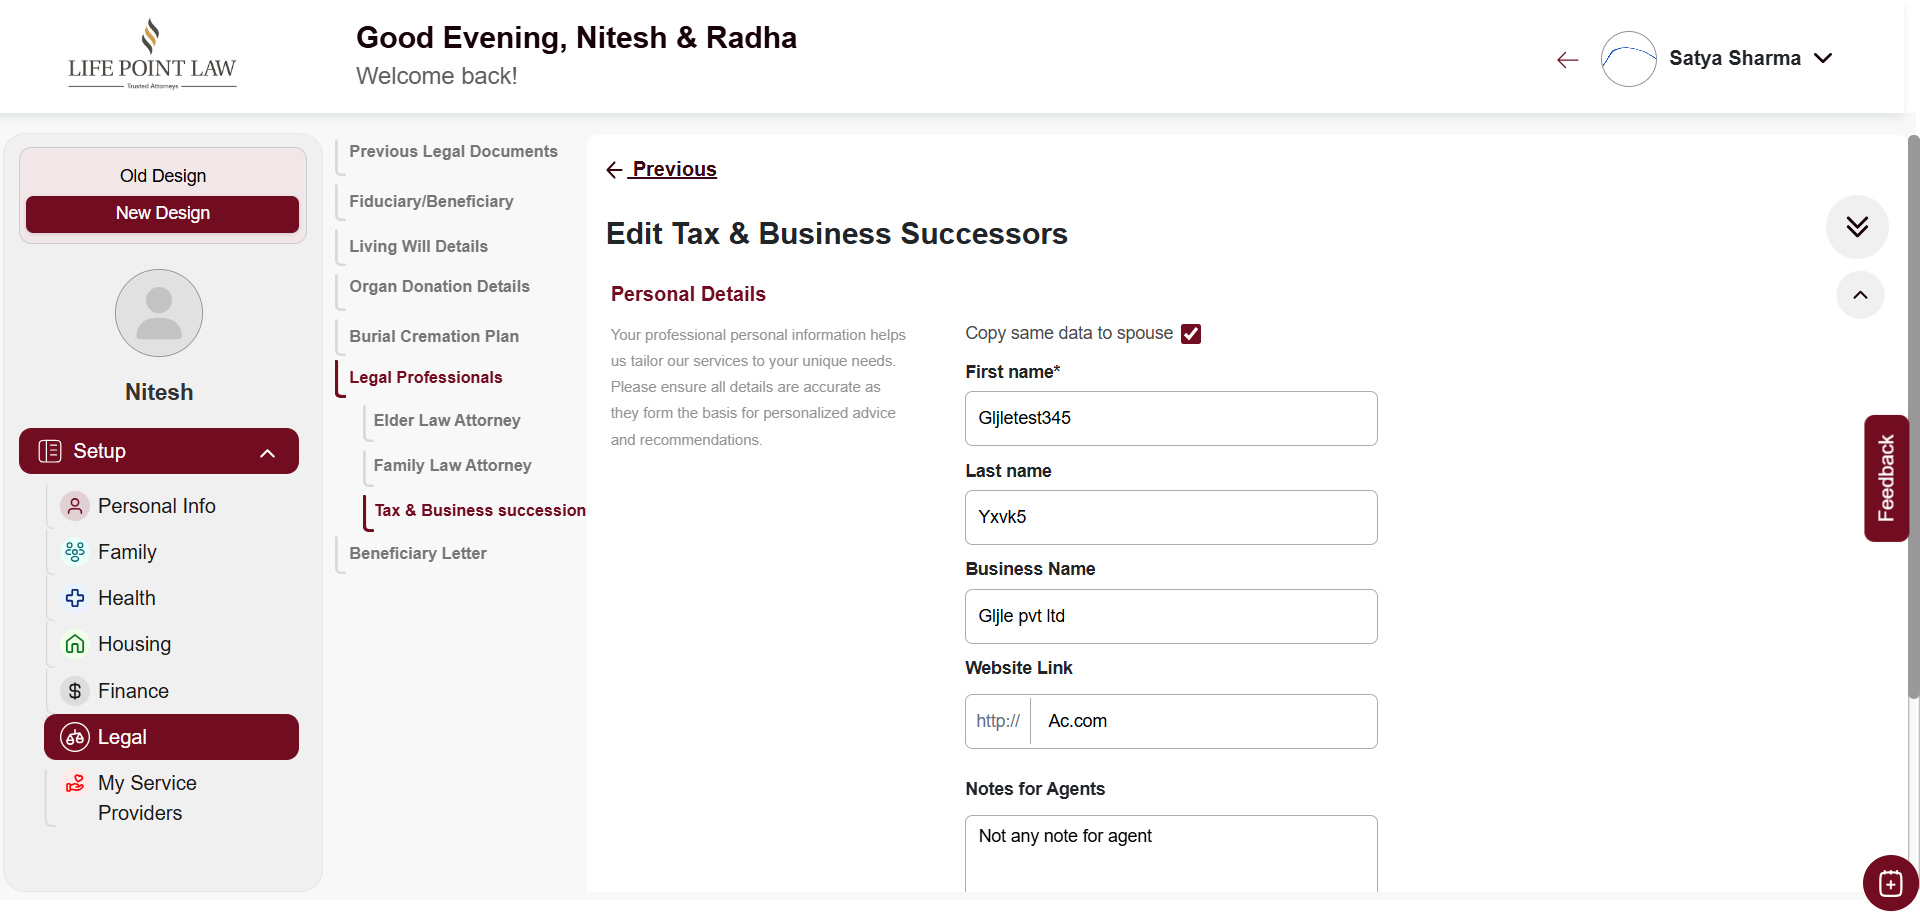 LIFE POINT LAW
Trusted Attorneys
Good Evening, Nitesh & Radha
Welcome back!
Satya Sharma
Old Design
New Design
Nitesh
Setup
Personal Info
Family
Health
Housing
Finance
Legal
My Service
Providers
Previous Legal Documents
Fiduciary/Beneficiary
Living Will Details
Organ Donation Details
Burial Cremation Plan
Legal Professionals
Elder Law Attorney
Family Law Attorney
Tax & Business succession
Beneficiary Letter
Previous
Edit Tax & Business Successors
Personal Details
Your professional personal information helps
us tailor our services to your unique needs.
Please ensure all details are accurate as
they form the basis for personalized advice
and recommendations.
Copy same data to spouse
First name*
Gljletest345
Last name
Yxvk5
Business Name
Gljle pvt ltd
Website Link
http:// Ac.com
Notes for Agents
Not any note for agent
Feedback